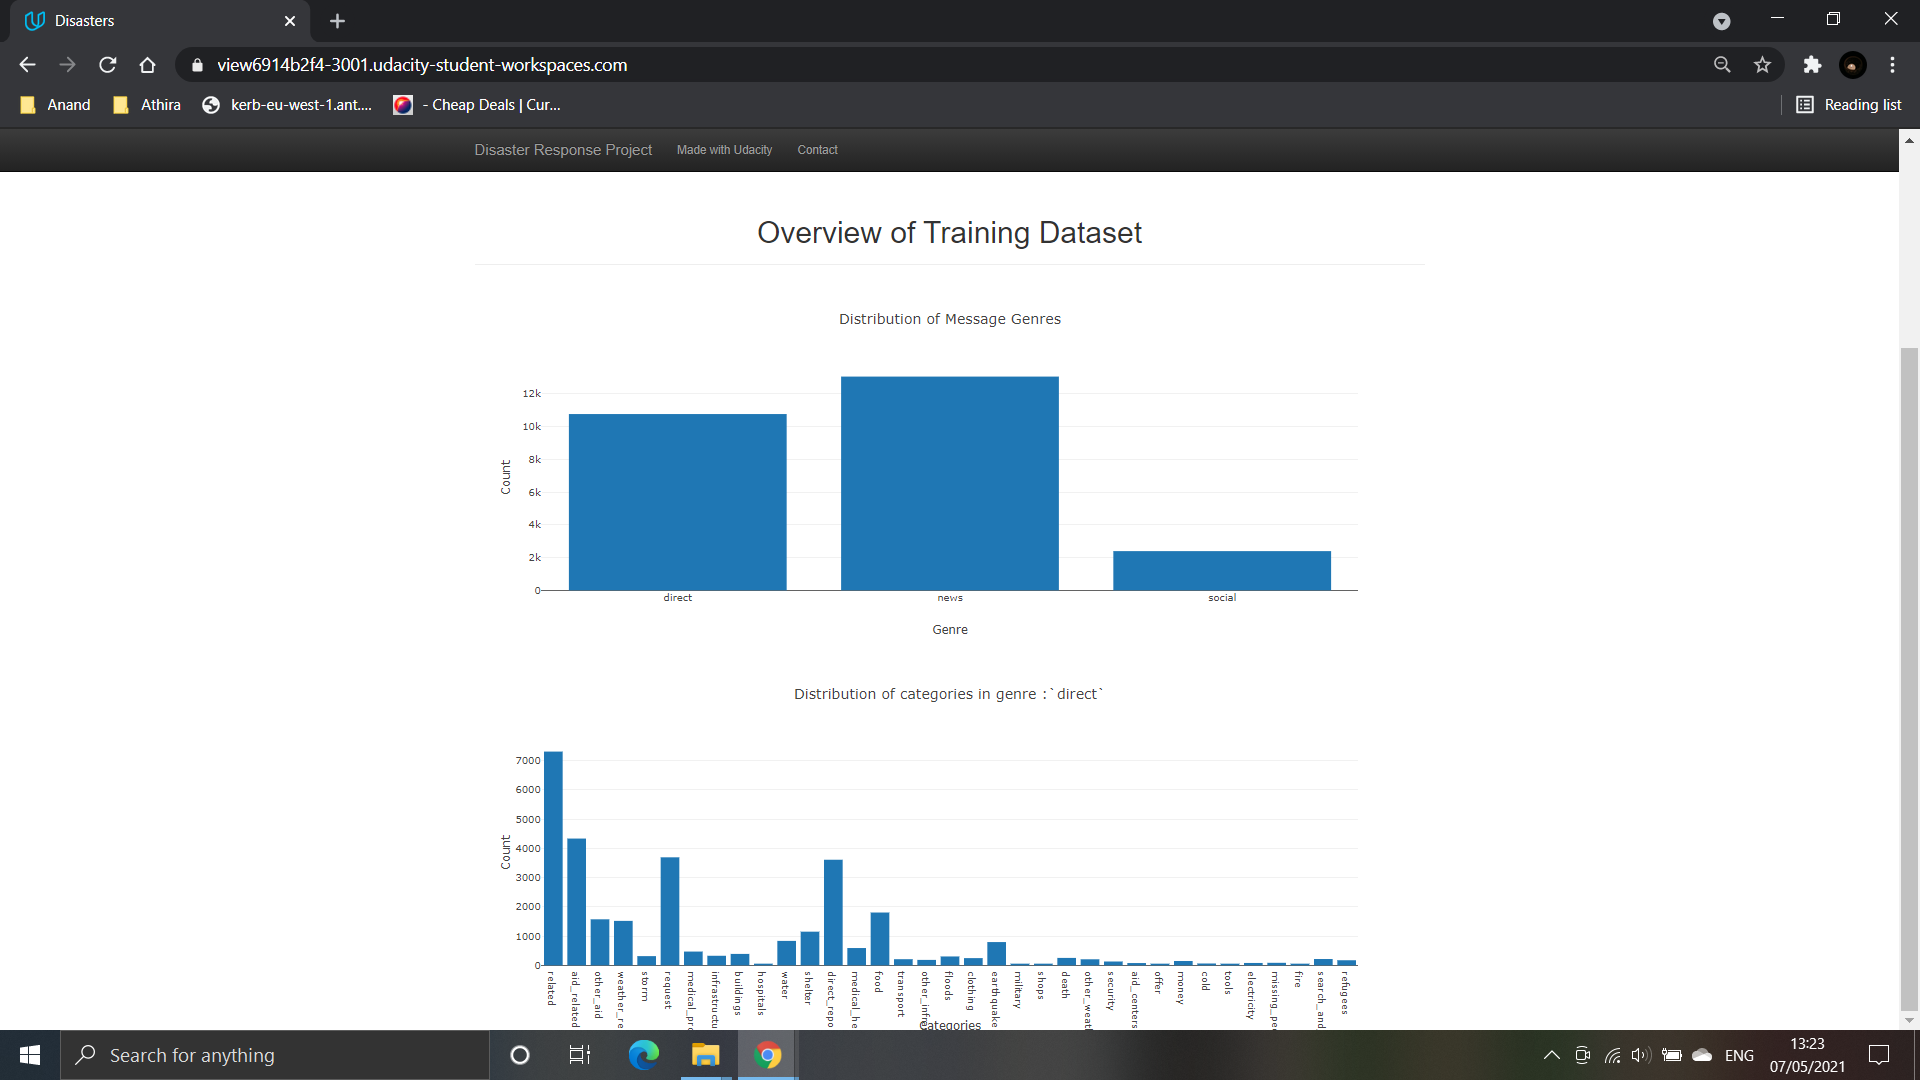 Disasters
view6914b2f4-3001.udacity-student-workspaces.com
Anand
Athira
kerb-eu-west-1.ant....
- Cheap Deals | Cur...
Reading list
Disaster Response Project
Made with Udacity
Contact
Overview of Training Dataset
Distribution of Message Genres
Count
12k
10k
8k
6k
4k
2k
0
direct
news
social
Genre
Distribution of categories in genre :`direct`
Count
7000
6000
5000
4000
3000
2000
1000
0
related
aid_related
other_aid
weather_re
storm
request
medical_pro
infrastructu
buildings
hospitals
water
shelter
direct_repo
medical_he
food
transport
other_infra
floods
clothing
earthquake
military
shops
death
other_weat
security
aid_centers
offer
money
cold
tools
electricity
missing_pe
fire
search_and
refugees
Categories
Search for anything
ENG
13:23
07/05/2021